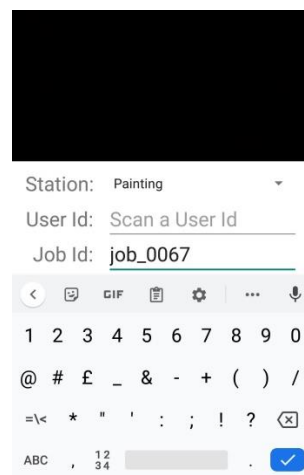 Station: Painting
User Id: Scan a User Id
Job Id: job_0067
GIF
1 2 3 4 5 6 7 8 9 0
@ # £ _ & - + ( ) /
=\< * " ' : ; ! ?
ABC , 12 34 .